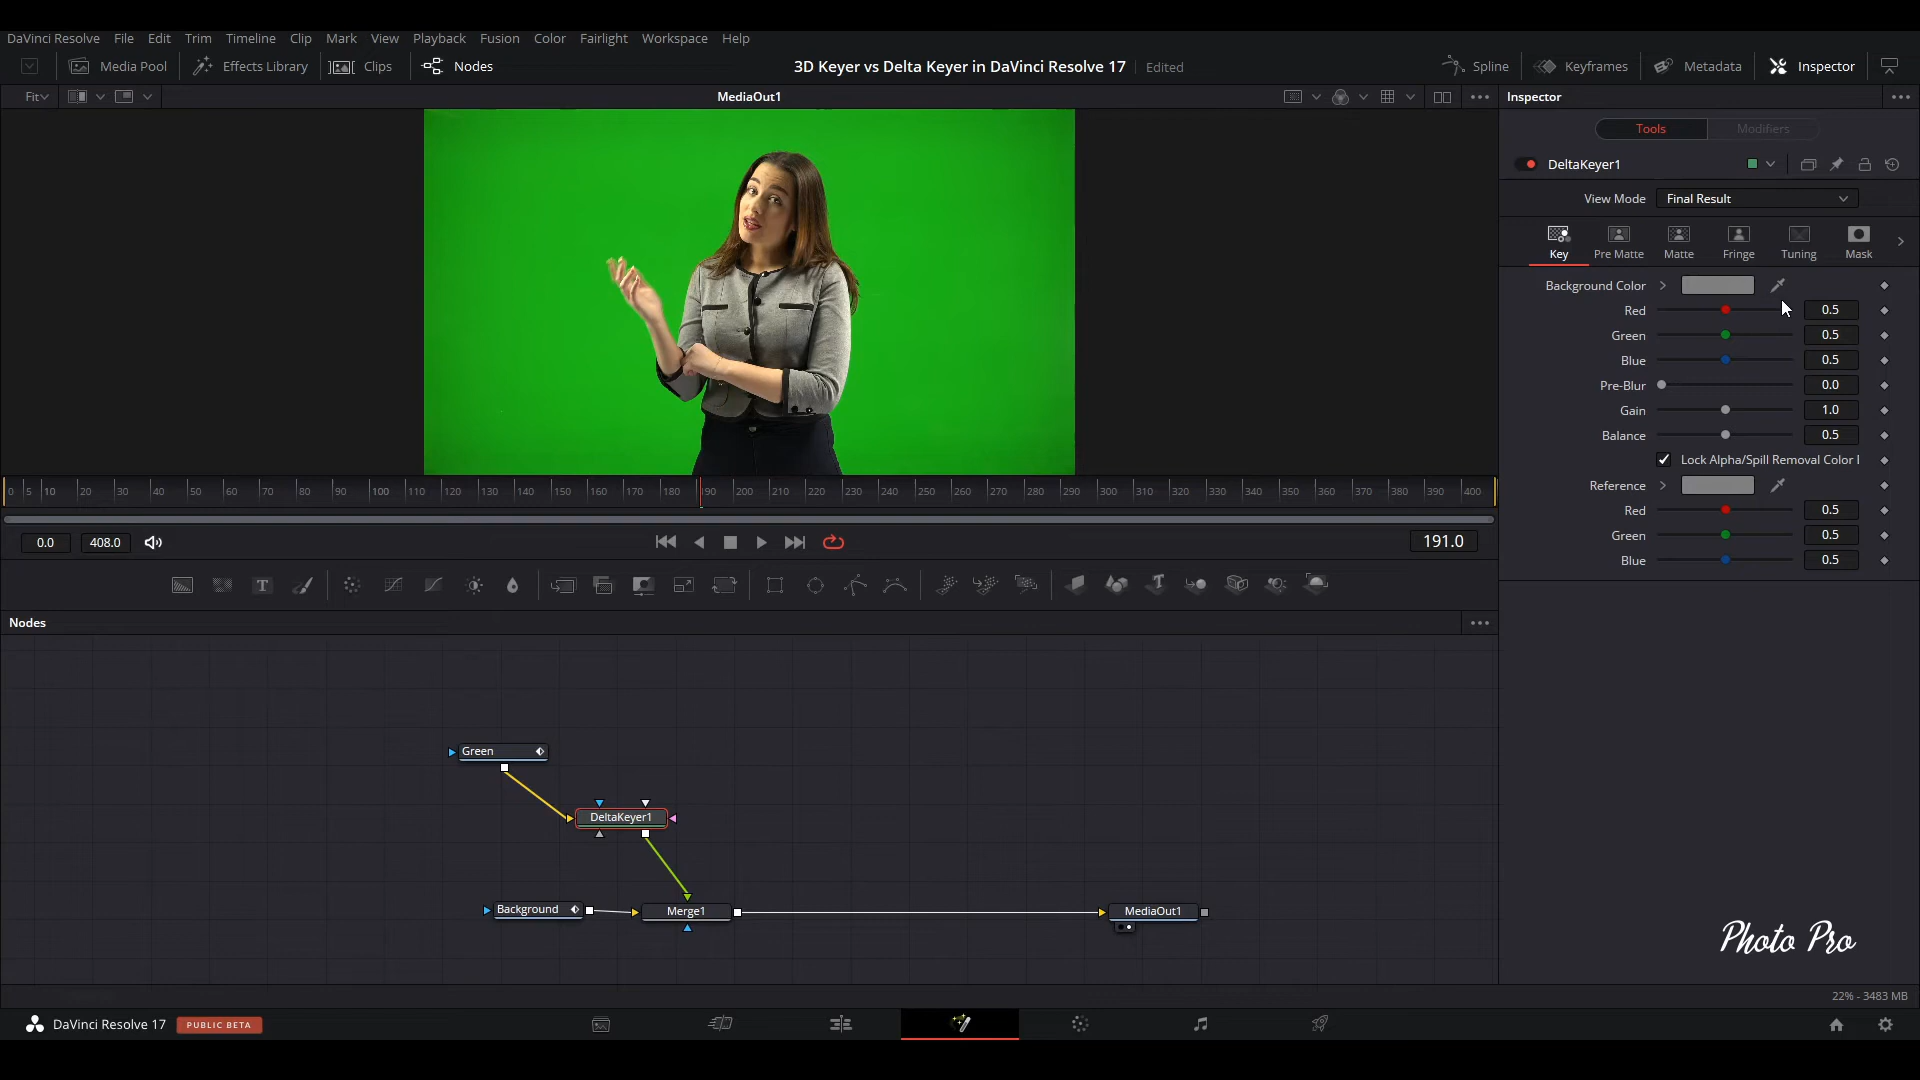 DaVinci Resolve File Edit Trim Timeline Clip Mark View Playback Fusion Color Fairlight Workspace Help
Media Pool Effects Library Clips Nodes 3D Keyer vs Delta Keyer in DaVinci Resolve 17 Edited Spline Keyframes Metadata Inspector
Fit MediaOut1 Inspector
Tools Modifiers
DeltaKeyer1
View Mode Final Result
Key Pre Matte Matte Fringe Tuning Mask
Background Color
Red 0.5
Green 0.5
Blue 0.5
Pre-Blur 0.0
Gain 1.0
Balance 0.5
Lock Alpha/Spill Removal Color
Reference
Red 0.5
Green 0.5
Blue 0.5
0 5 10 20 30 40 50 60 70 80 90 100 110 120 130 140 150 160 170 180 190 200 210 220 230 240 250 260 270 280 290 300 310 320 330 340 350 360 370 380 390 400
0.0 408.0 191.0
T
Nodes
Green
DeltaKeyer1
Background Merge1 MediaOut1
Photo Pro
22% - 3483 MB
DaVinci Resolve 17 PUBLIC BETA